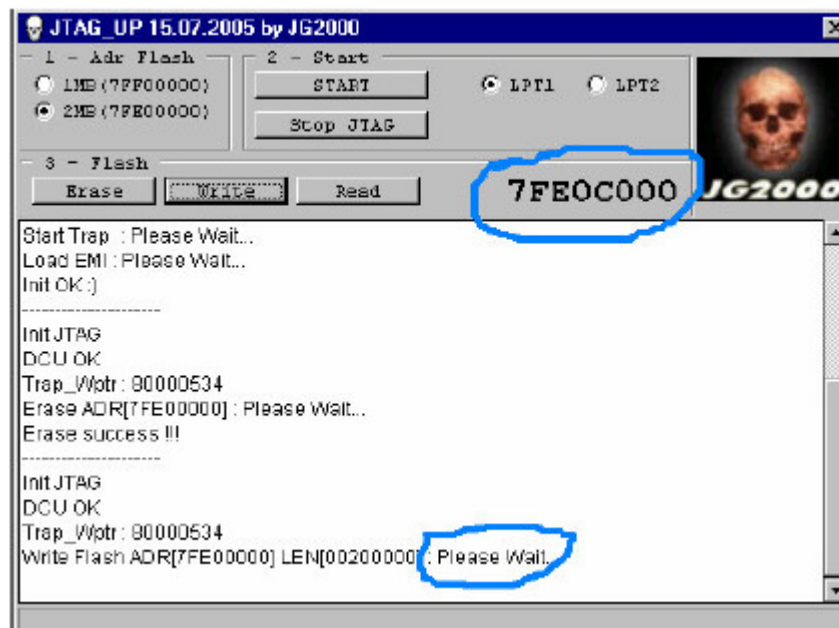 JTAG_UP 15.07.2005 by JG2000
1 - Adr Flash
2 - Start
1MB(7FF00000)
START
LPT1
LPT2
2MB(7FE00000)
Stop JTAG
3 - Flash
Erase
Write
Read
7FE0C000
JG2000
Start Trap : Please Wait...
Load EMI : Please Wait...
Init OK :)
-----------------------
Init JTAG
DCU OK
Trap_Wptr : 80000534
Erase ADR[7FE00000] : Please Wait...
Erase success !!!
-----------------------
Init JTAG
DCU OK
Trap_Wptr : 80000534
Write Flash ADR[7FE00000] LEN[00200000] : Please Wait...